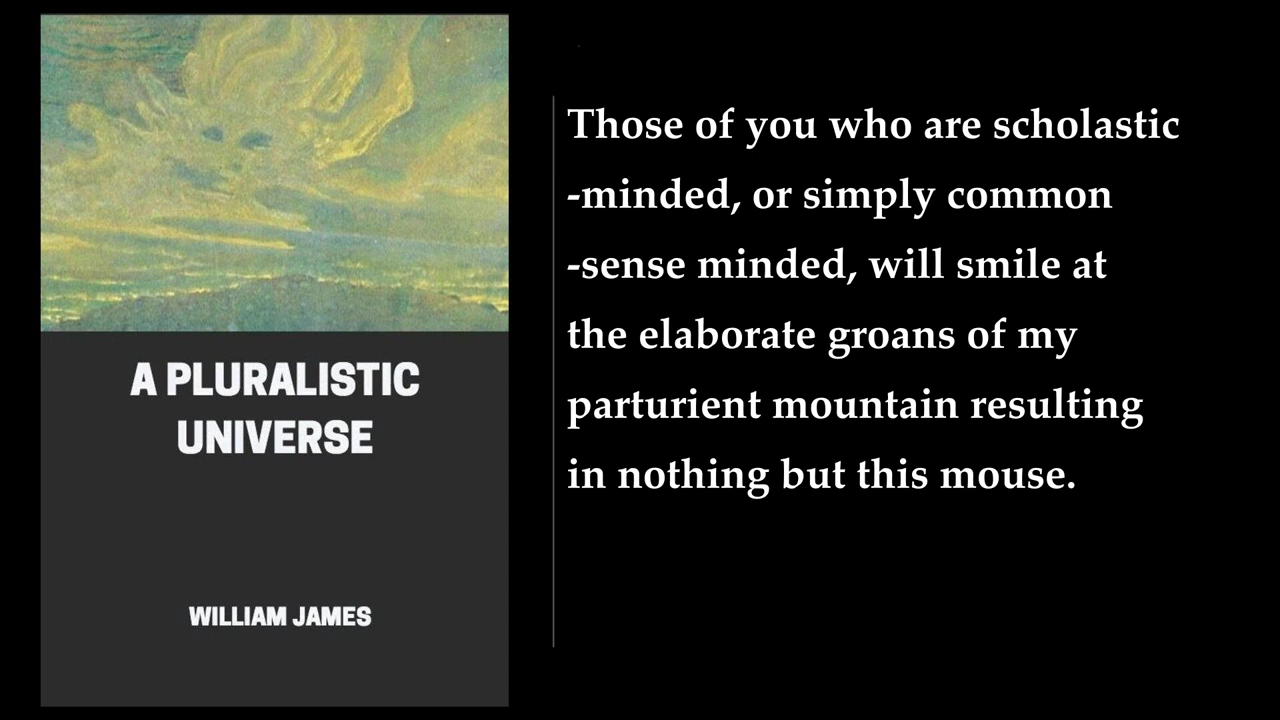 A PLURALISTIC
UNIVERSE
WILLIAM JAMES
Those of you who are scholastic
-minded, or simply common
-sense minded, will smile at
the elaborate groans of my
parturient mountain resulting
in nothing but this mouse.